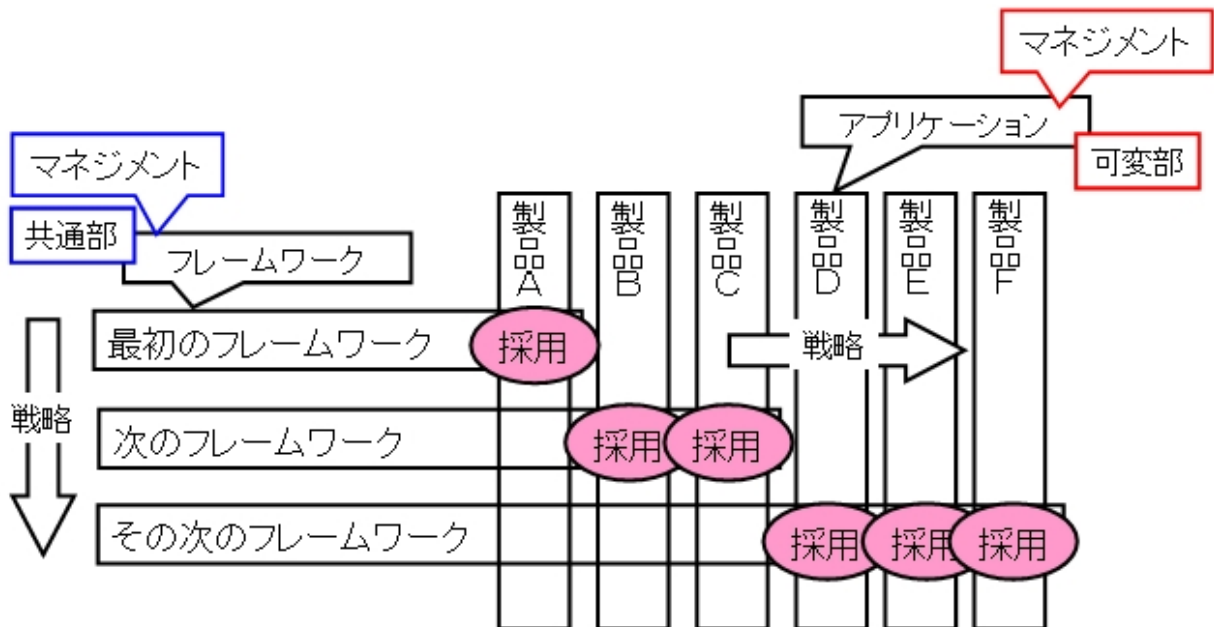 マネジメント
アプリケーション
可変部
マネジメント
共通部
フレームワーク
製品A
製品B
製品C
製品D
製品E
製品F
最初のフレームワーク
採用
戦略
戦略
次のフレームワーク
採用
採用
その次のフレームワーク
採用
採用
採用